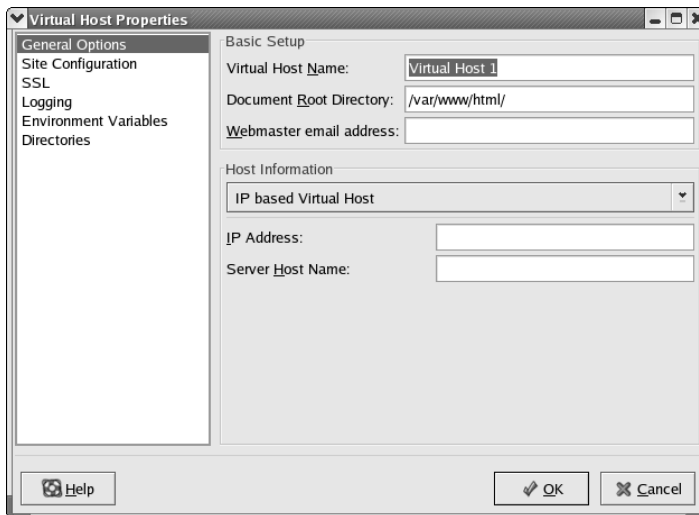 Virtual Host Properties
General Options
Site Configuration
SSL
Logging
Environment Variables
Directories
Basic Setup
Virtual Host Name: Virtual Host 1
Document Root Directory: /var/www/html/
Webmaster email address:
Host Information
IP based Virtual Host
IP Address:
Server Host Name:
Help
OK
Cancel